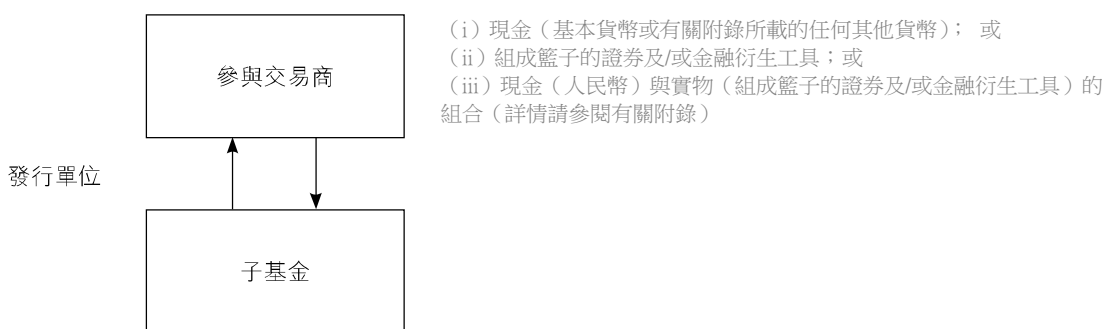 （i）現金（基本貨幣或有關附錄所載的任何其他貨幣）； 或
（ii）組成籃子的證券及/或金融衍生工具；或
（iii）現金（人民幣）與實物（組成籃子的證券及/或金融衍生工具）的
組合（詳情請參閱有關附錄）
參與交易商
發行單位
子基金